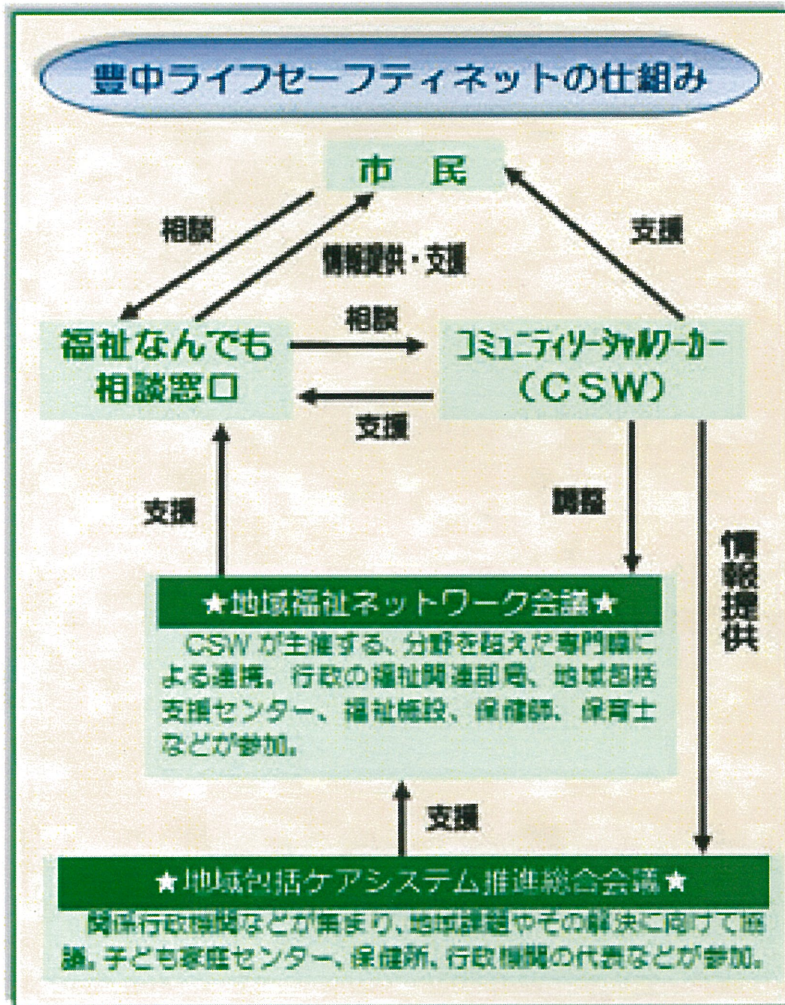 豊中ライフセーフティネットの仕組み
市 民
相談
情報提供・支援
支援
福祉なんでも
相談窓口
相談
コミュニティソーシャルワーカー
(CSW)
支援
支援
調整
情報提供
★地域福祉ネットワーク会議★
CSWが主催する、分野を超えた専門職に
よる連携。行政の福祉関連部局、地域包括
支援センター、福祉施設、保健師、保育士
などが参加。
支援
★地域包括ケアシステム推進総合会議★
関係行政機関などが集まり、地域課題やその解決に向けて協
議。子ども家庭センター、保健所、行政機関の代表などが参加。